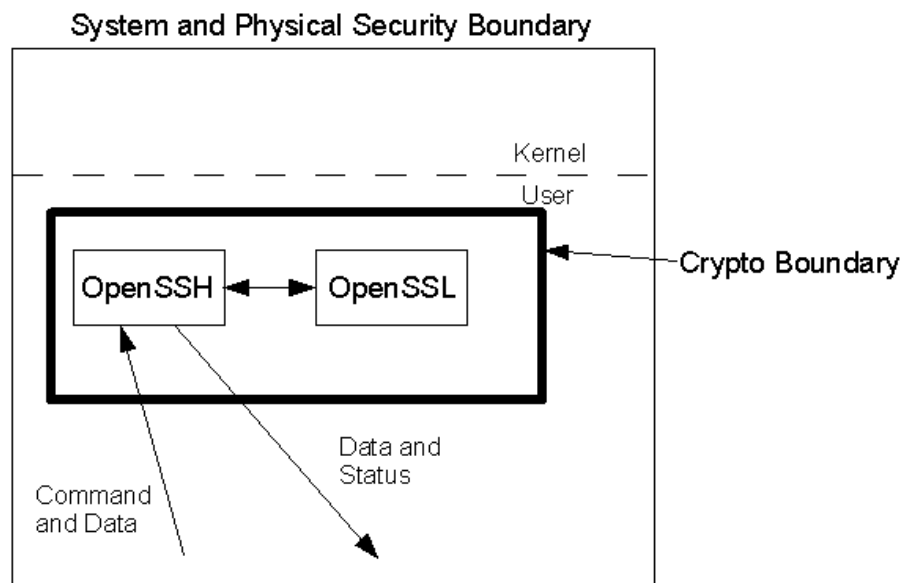 System and Physical Security Boundary
Kernel
User
OpenSSH
OpenSSL
Crypto Boundary
Data and
Status
Command
and Data